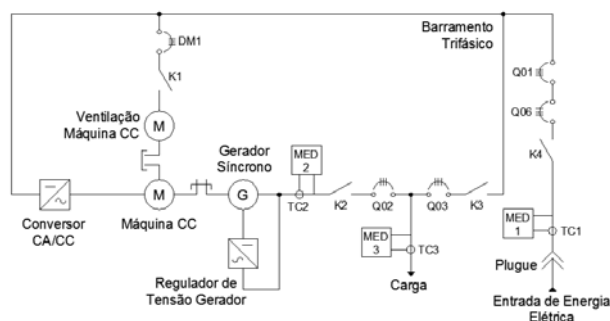 Barramento
Trifásico
DM1
K1
Q01
Q06
K4
Ventilação
Máquina CC
M
Gerador
Síncrono
MED
2
M
G
TC2
K2
Q02
Q03
K3
Conversor
CA/CC
Máquina CC
MED
3
TC3
MED
1
TC1
Regulador de
Tensão Gerador
Carga
Plugue
Entrada de Energia
Elétrica